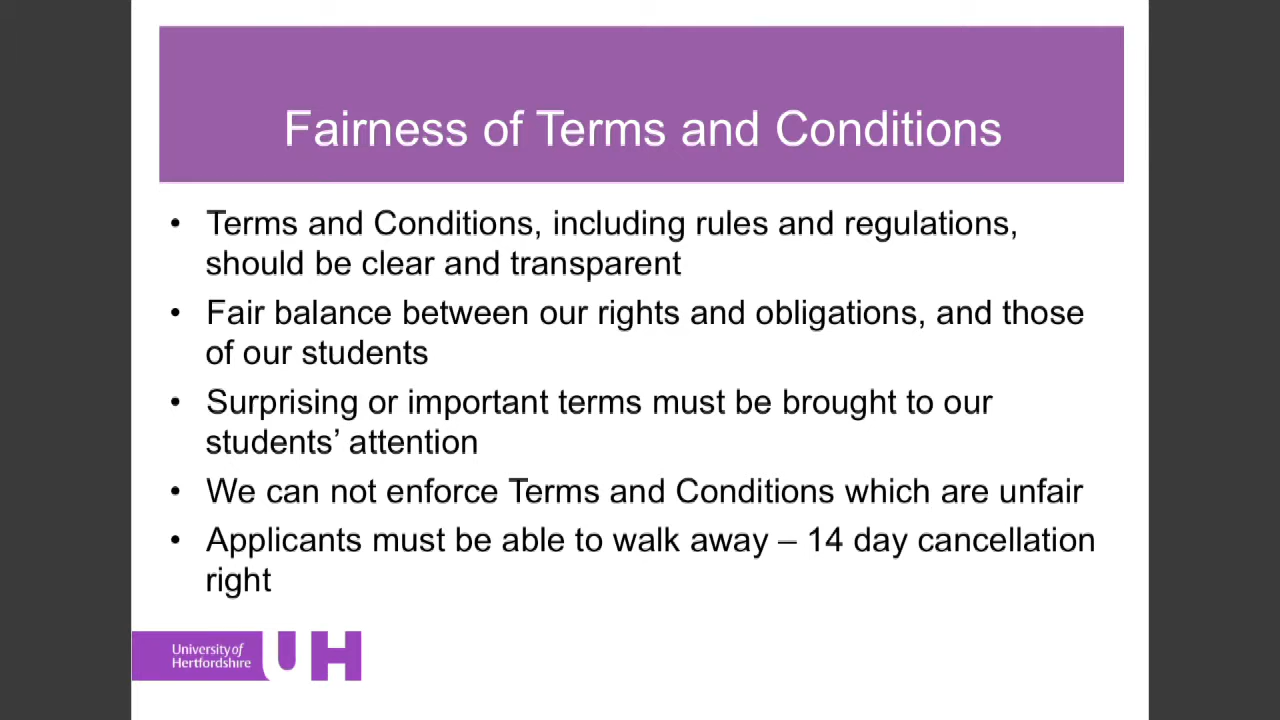 Fairness of Terms and Conditions
• Terms and Conditions, including rules and regulations,
should be clear and transparent
• Fair balance between our rights and obligations, and those
of our students
• Surprising or important terms must be brought to our
students’ attention
• We can not enforce Terms and Conditions which are unfair
• Applicants must be able to walk away – 14 day cancellation
right
University of
Hertfordshire
UH